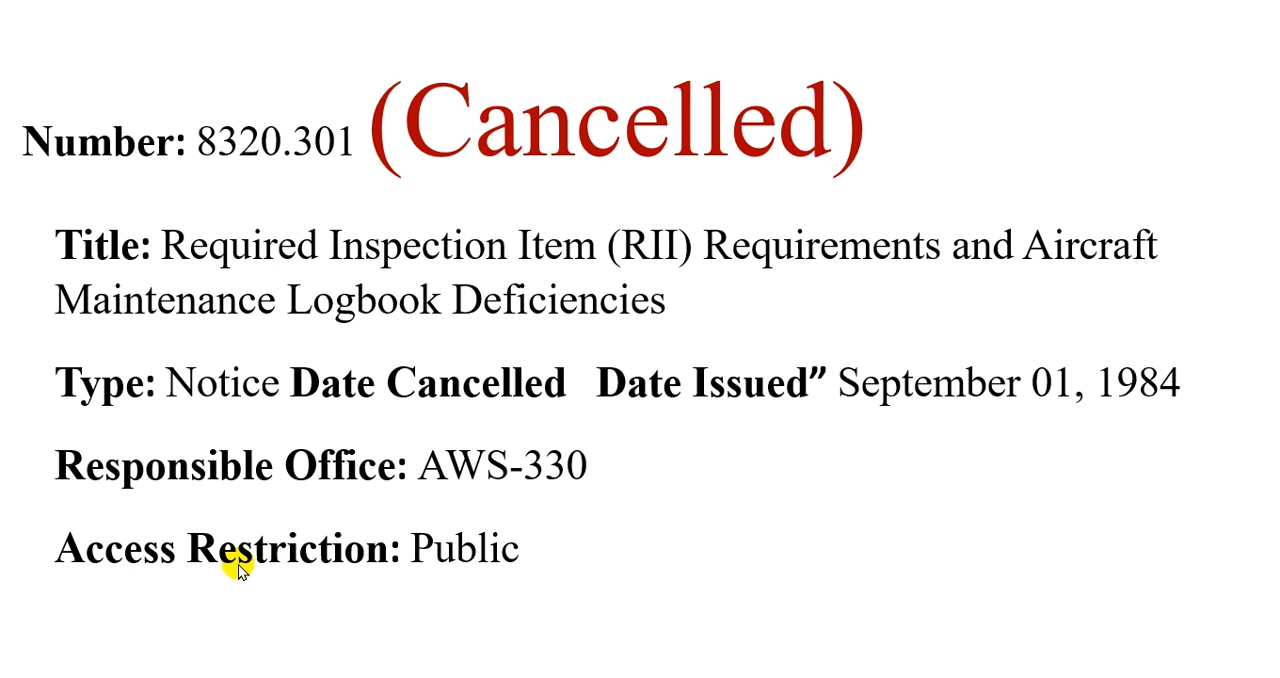 Number: 8320.301 (Cancelled)
Title: Required Inspection Item (RII) Requirements and Aircraft
Maintenance Logbook Deficiencies
Type: Notice Date Cancelled Date Issued” September 01, 1984
Responsible Office: AWS-330
Access Restriction: Public